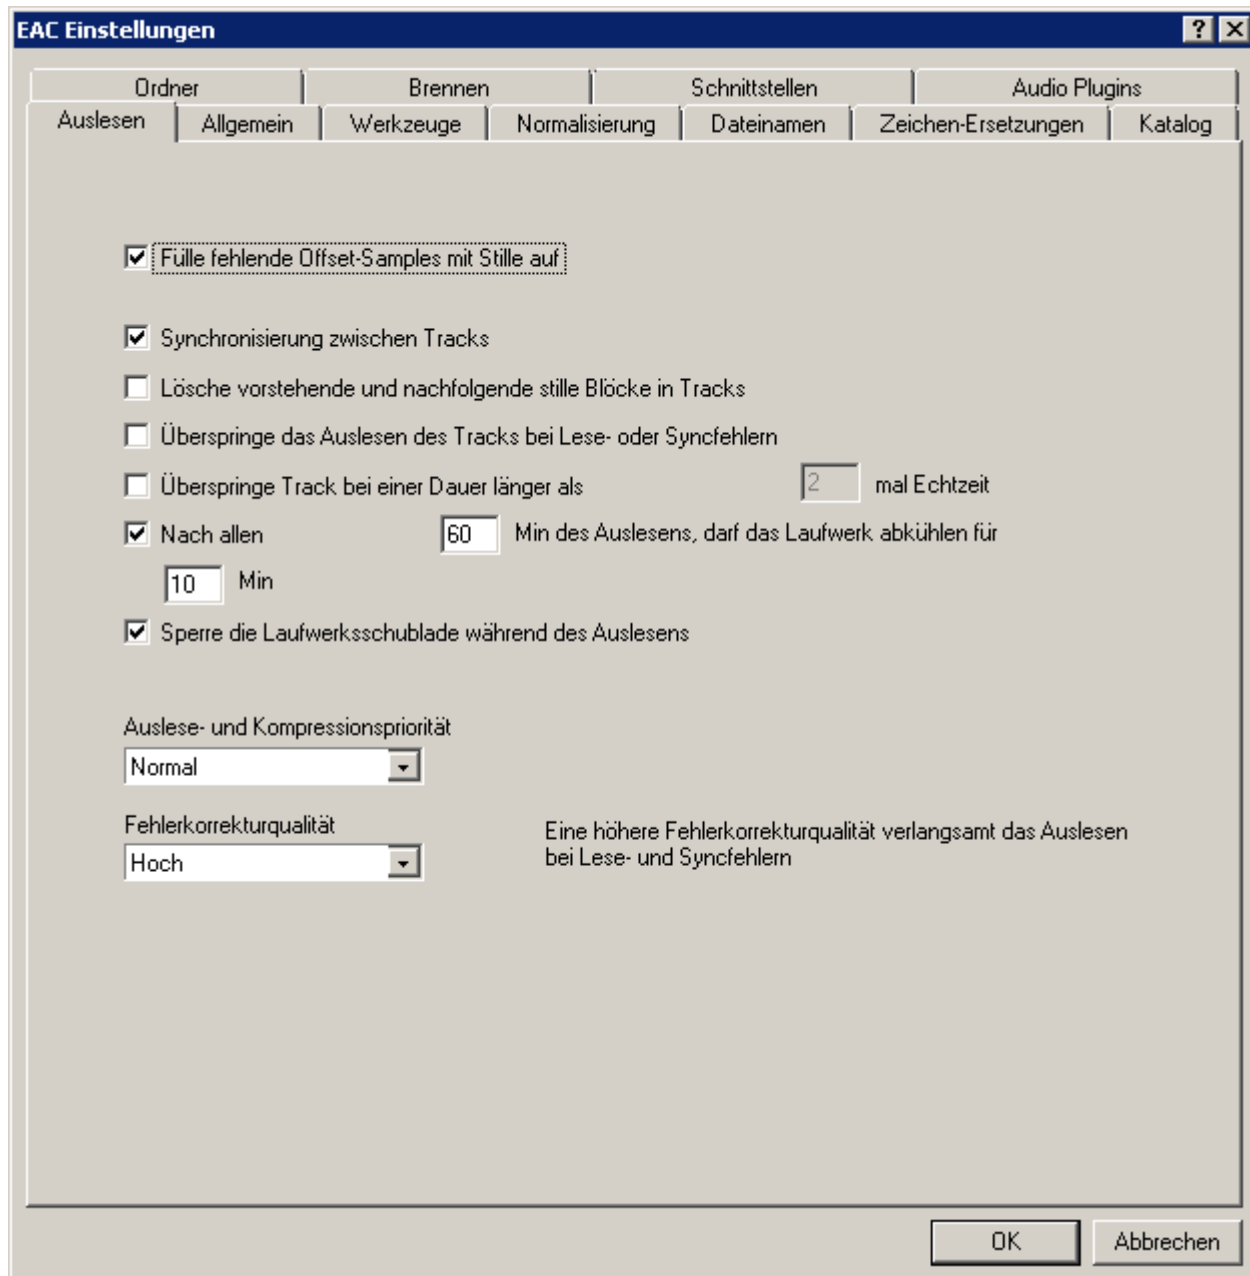 EAC Einstellungen
Ordner Brennen Schnittstellen Audio Plugins
Auslesen Allgemein Werkzeuge Normalisierung Dateinamen Zeichen-Ersetzungen Katalog
Fülle fehlende Offset-Samples mit Stille auf
Synchronisierung zwischen Tracks
Lösche vorstehende und nachfolgende stille Blöcke in Tracks
Überspringe das Auslesen des Tracks bei Lese- oder Syncfehlern
Überspringe Track bei einer Dauer länger als 2 mal Echtzeit
Nach allen 60 Min des Auslesens, darf das Laufwerk abkühlen für
10 Min
Sperre die Laufwerksschublade während des Auslesens
Auslese- und Kompressionspriorität
Normal
Fehlerkorrekturqualität
Hoch
Eine höhere Fehlerkorrekturqualität verlangsamt das Auslesen
bei Lese- und Syncfehlern
OK Abbrechen